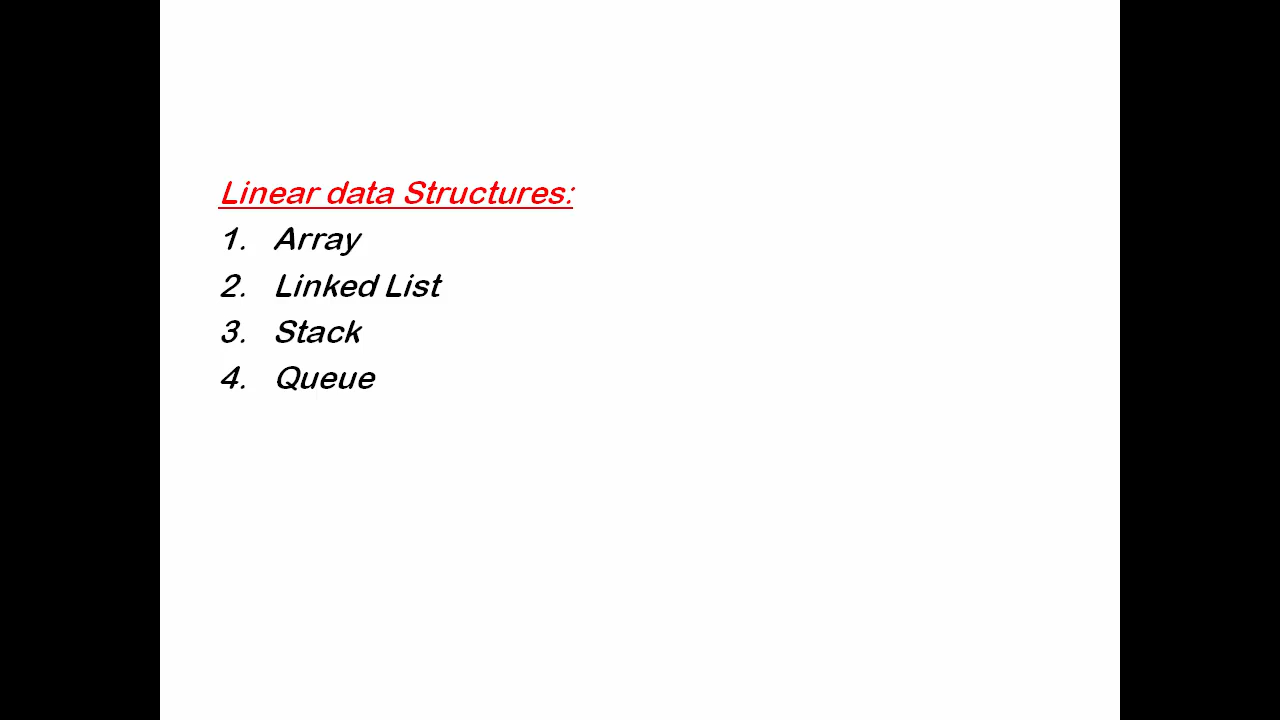 Linear data Structures:
1. Array
2. Linked List
3. Stack
4. Queue